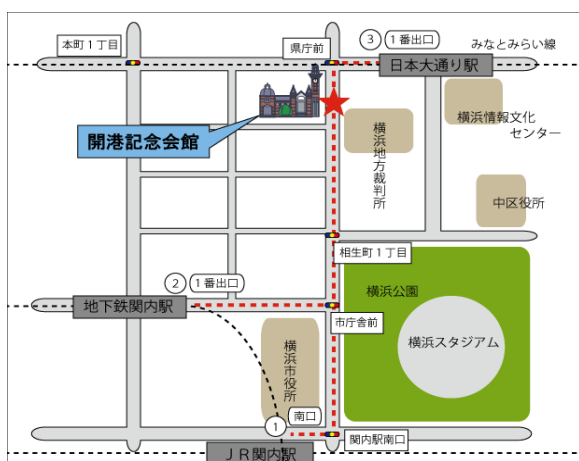 本町1丁目
県庁前
③ 1番出口
みなとみらい線
日本大通り駅
開港記念会館
横浜地方裁判所
横浜情報文化
センター
中区役所
相生町1丁目
② 1番出口
地下鉄関内駅
横浜公園
市庁舎前
横浜スタジアム
横浜市役所
① 南口
関内駅南口
JR関内駅